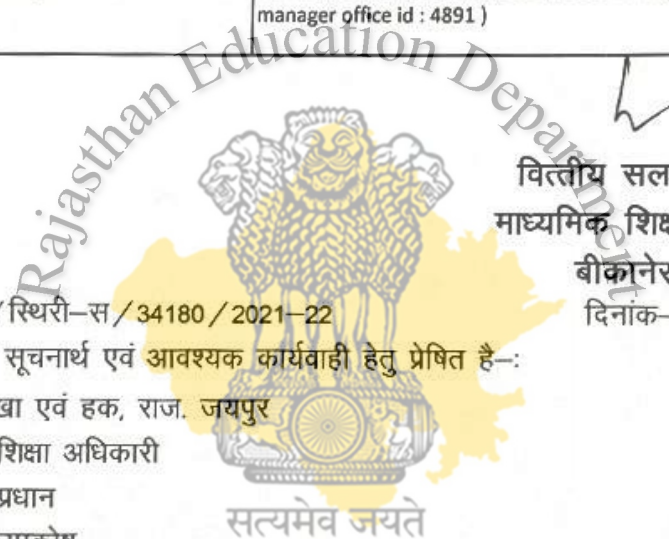 manager office id : 4891 )
Rajasthan Education Department
वित्तीय सल
माध्यमिक शिक्ष
बीकानेर
दिनांक–
/स्थिरी–स/34180/2021–22
सूचनार्थ एवं आवश्यक कार्यवाही हेतु प्रेषित है–:
खा एवं हक, राज. जयपुर
शिक्षा अधिकारी
प्रधान
सत्यमेव जयते